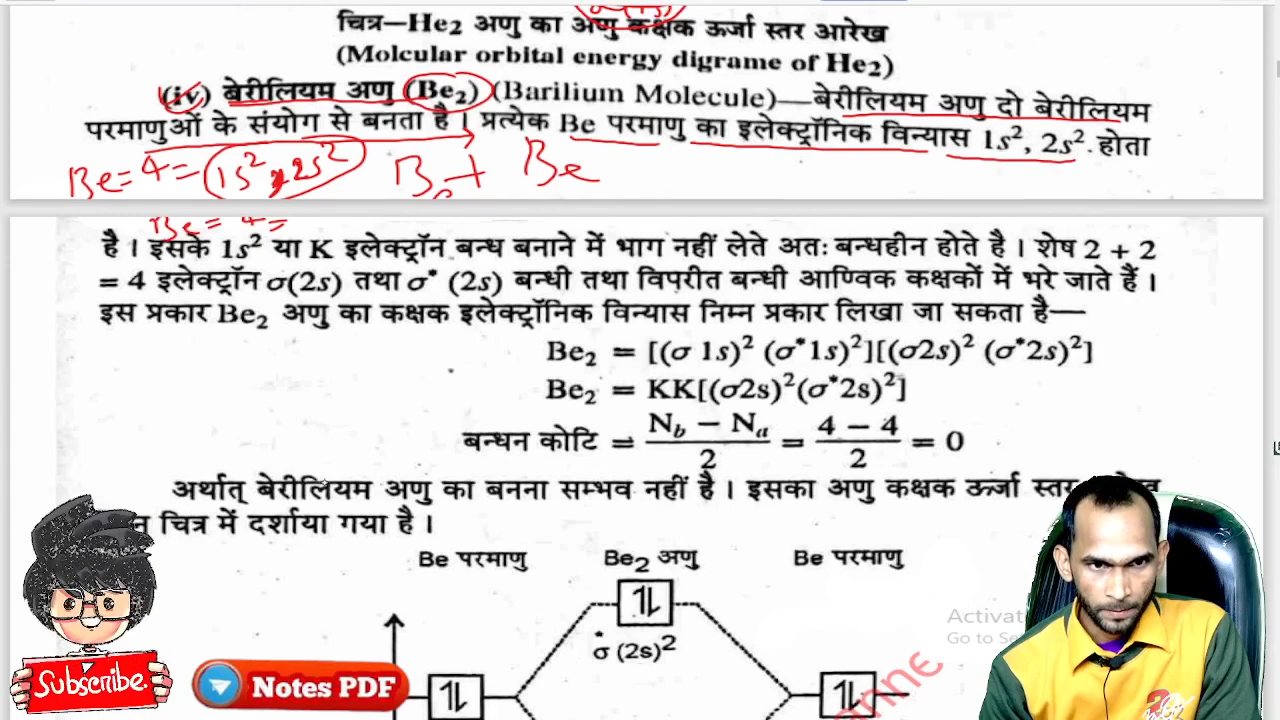 चित्र—He₂ अणु का अणु कक्षक ऊर्जा स्तर आरेख
(Molcular orbital energy digrame of He₂)
(iv) बेरीलियम अणु (Be₂) (Barilium Molecule)—बेरीलियम अणु दो बेरीलियम
परमाणुओं के संयोग से बनता है। प्रत्येक Be परमाणु का इलेक्ट्रॉनिक विन्यास 1s², 2s² होता
Be = 4 = 1s², 2s² Be + Be
Be = 4 =
है। इसके 1s² या K इलेक्ट्रॉन बन्ध बनाने में भाग नहीं लेते अतः बन्धहीन होते है। शेष 2 + 2
= 4 इलेक्ट्रॉन σ(2s) तथा σ* (2s) बन्धी तथा विपरीत बन्धी आण्विक कक्षकों में भरे जाते हैं।
इस प्रकार Be₂ अणु का कक्षक इलेक्ट्रॉनिक विन्यास निम्न प्रकार लिखा जा सकता है—
Be₂ = [(σ 1s)² (σ*1s)²][(σ2s)² (σ*2s)²]
Be₂ = KK[(σ2s)²(σ*2s)²]
बन्धन कोटि = (N_b − N_a)/2 = (4 − 4)/2 = 0
अर्थात् बेरीलियम अणु का बनना सम्भव नहीं है। इसका अणु कक्षक ऊर्जा स्तर
चित्र में दर्शाया गया है।
Be परमाणु Be₂ अणु Be परमाणु
σ* (2s)²
Activat
Go to Se
Subscribe.
Notes PDF